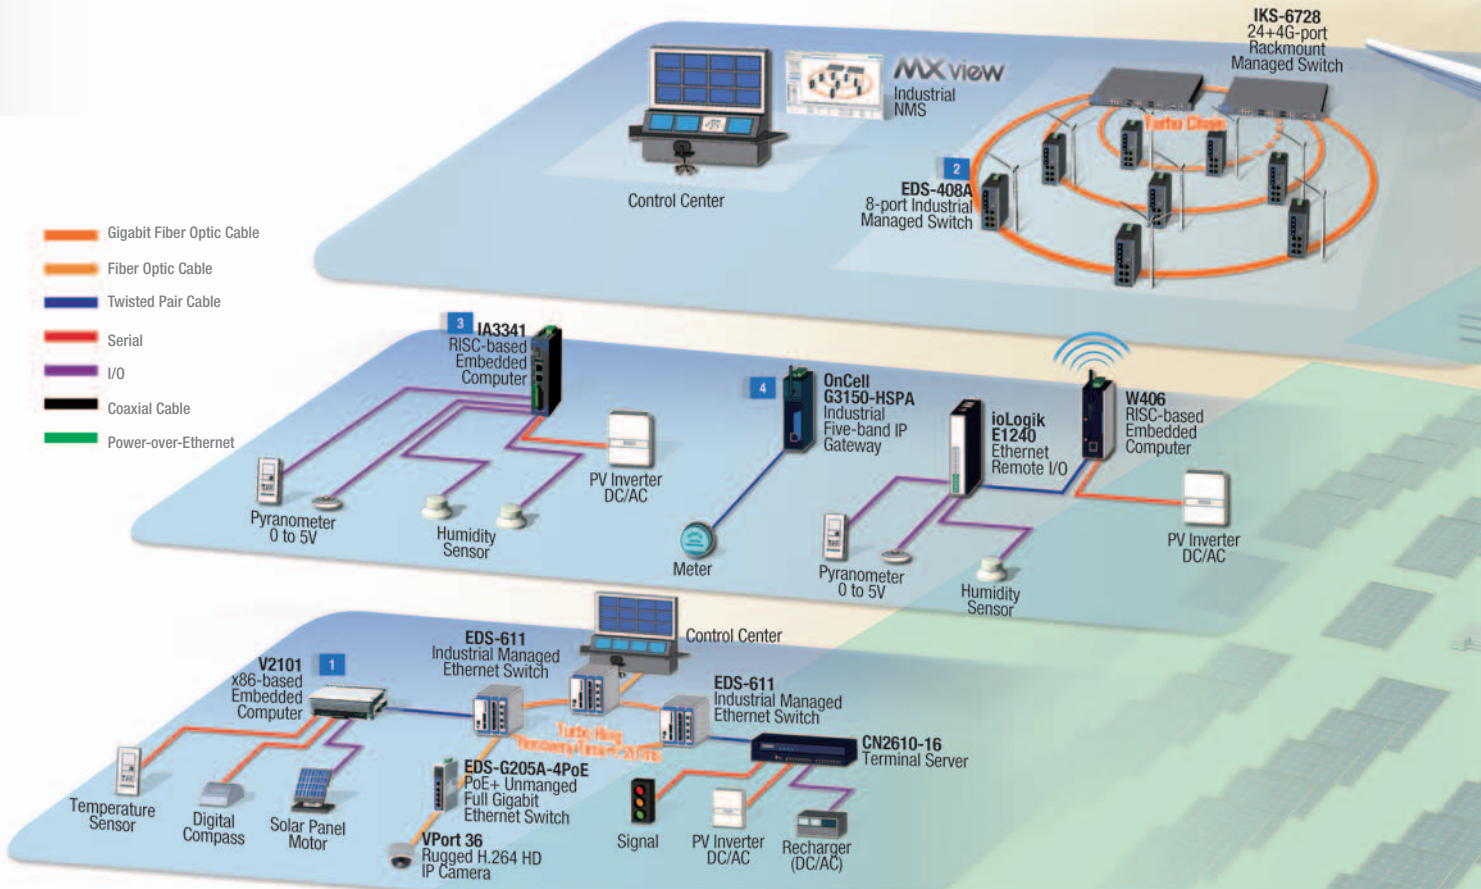 IKS-6728
24+4G-port
Rackmount
Managed Switch
MXview
Industrial
NMS
Control Center
Turbo Chain
2
EDS-408A
8-port Industrial
Managed Switch
Gigabit Fiber Optic Cable
Fiber Optic Cable
Twisted Pair Cable
Serial
I/O
Coaxial Cable
Power-over-Ethernet
3
IA3341
RISC-based
Embedded
Computer
PV Inverter
DC/AC
Pyranometer
0 to 5V
Humidity
Sensor
4
OnCell
G3150-HSPA
Industrial
Five-band IP
Gateway
Meter
ioLogik
E1240
Ethernet
Remote I/O
W406
RISC-based
Embedded
Computer
PV Inverter
DC/AC
Pyranometer
0 to 5V
Humidity
Sensor
Control Center
EDS-611
Industrial Managed
Ethernet Switch
V2101
1
x86-based
Embedded
Computer
EDS-611
Industrial Managed
Ethernet Switch
Turbo Ring
Recovery Time < 20 ms
CN2610-16
Terminal Server
EDS-G205A-4PoE
PoE+ Unmanged
Full Gigabit
Ethernet Switch
Temperature
Sensor
Digital
Compass
Solar Panel
Motor
VPort 36
Rugged H.264 HD
IP Camera
Signal
PV Inverter
DC/AC
Recharger
(DC/AC)